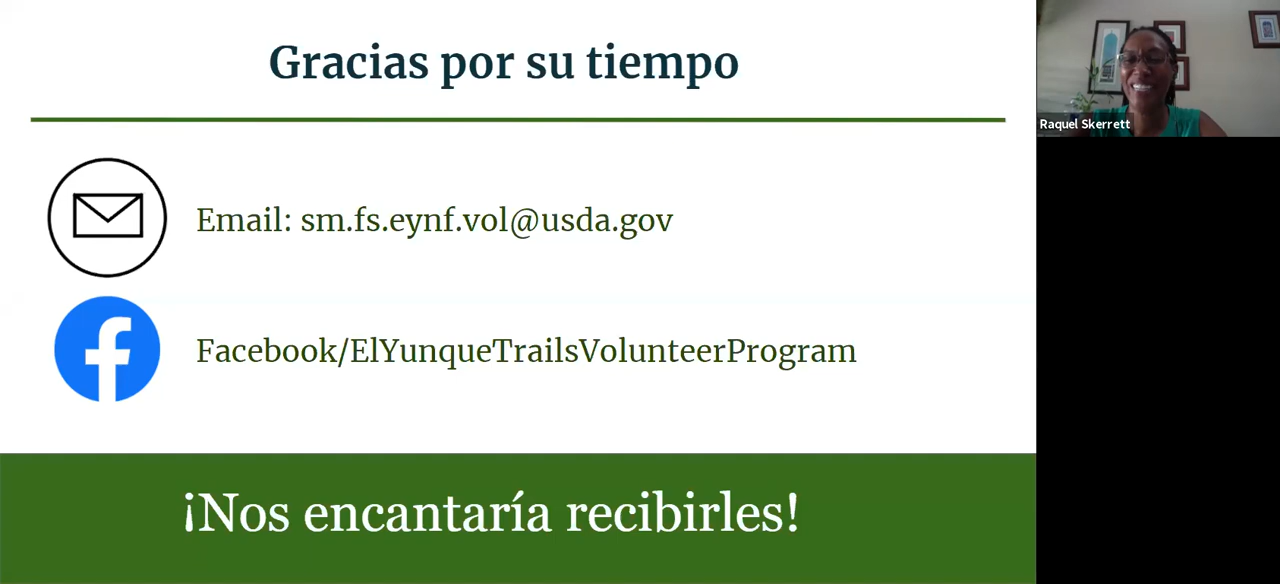 Gracias por su tiempo
Raquel Skerrett
Email: sm.fs.eynf.vol@usda.gov
Facebook/ElYunqueTrailsVolunteerProgram
¡Nos encantaría recibirles!